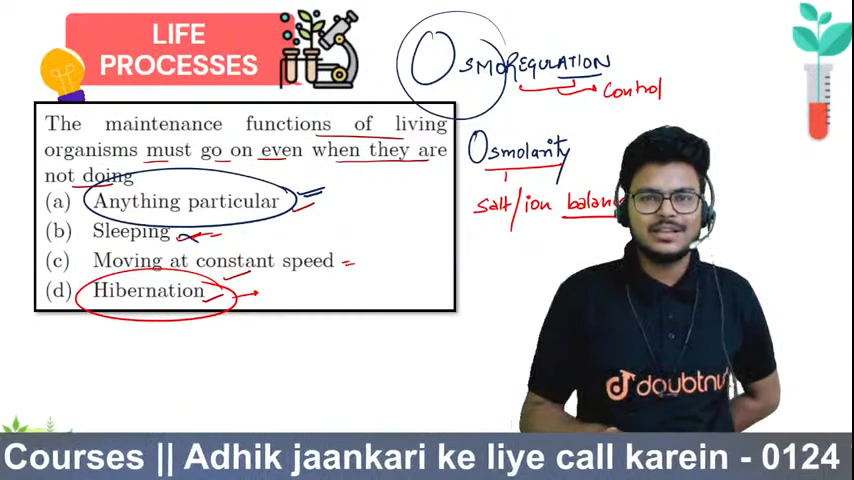 LIFE
PROCESSES
The maintenance functions of living
organisms must go on even when they are
not doing
(a) Anything particular
(b) Sleeping
(c) Moving at constant speed
(d) Hibernation
OSMOREGULATION
Control
Osmolarity
salt/ion balan
doubtnu
Courses || Adhik jaankari ke liye call karein - 0124